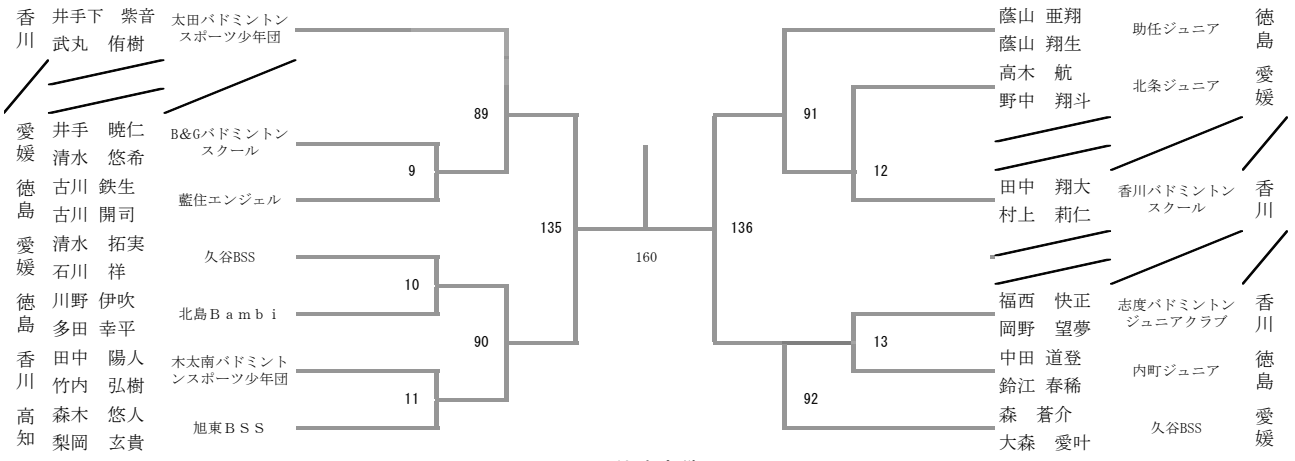 香川
井手下 紫音
武丸 侑樹
太田バドミントン
スポーツ少年団
愛媛
井手 暁仁
清水 悠希
B&Gバドミントン
スクール
徳島
古川 鉄生
古川 開司
藍住エンジェル
愛媛
清水 拓実
石川 祥
久谷BSS
徳島
川野 伊吹
多田 幸平
北島Ｂａｍｂｉ
香川
田中 陽人
竹内 弘樹
木太南バドミント
ンスポーツ少年団
高知
森木 悠人
梨岡 玄貴
旭東ＢＳＳ
89
9
10
90
11
135
160
136
91
12
13
92
蔭山 亜翔
蔭山 翔生
助任ジュニア
徳島
高木 航
野中 翔斗
北条ジュニア
愛媛
田中 翔大
村上 莉仁
香川バドミントン
スクール
香川
福西 快正
岡野 望夢
志度バドミントン
ジュニアクラブ
香川
中田 道登
鈴江 春稀
内町ジュニア
徳島
森 蒼介
大森 愛叶
久谷BSS
愛媛